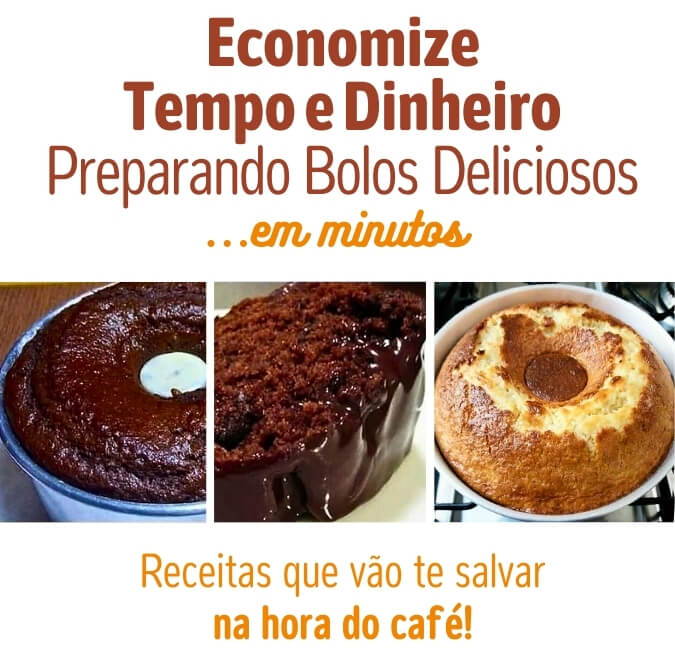 Economize
Tempo e Dinheiro
Preparando Bolos Deliciosos
...em minutos
Receitas que vão te salvar
na hora do café!